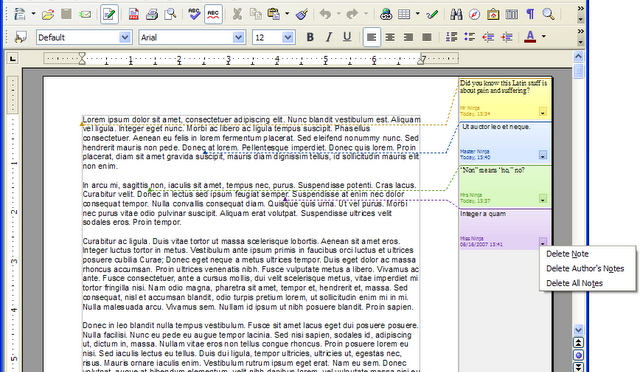 Default
Arial
12
B I U
Lorem ipsum dolor sit amet, consectetuer adipiscing elit. Nunc blandit vestibulum est. Aliquam
vel ligula. Integer eget nunc. Morbi ac libero ac ligula tempus suscipit. Phasellus
consectetuer. Aenean eu felis in lorem fermentum placerat. Sed eleifend nonummy nunc. Sed
hendrerit mauris non pede. Donec at lorem. Pellentesque imperdiet. Donec quis lorem. Proin
placerat, diam sit amet gravida suscipit, mauris diam dignissim tellus, id sollicitudin mauris elit
non enim.
In arcu mi, sagittis non, iaculis sit amet, tempus nec, purus. Suspendisse potenti. Cras lacus.
Curabitur velit. Donec in lectus sed ipsum feugiat semper. Suspendisse at enim nec dolor
consequat tempor. Nulla convallis consequat diam. Quisque quis urna. Ut vel purus. Morbi
nec purus vitae odio pulvinar suscipit. Aliquam erat volutpat. Suspendisse ultrices velit
sodales eros. Proin tempor.
Curabitur ac ligula. Duis vitae tortor ut massa scelerisque lobortis. Aenean sit amet eros.
Integer luctus tortor in metus. Vestibulum ante ipsum primis in faucibus orci luctus et ultrices
posuere cubilia Curae; Donec eget neque a metus ultrices tempor. Duis eget dolor ac massa
rhoncus accumsan. Proin ultrices venenatis nibh. Fusce vulputate metus a libero. Vivamus ac
ante. Fusce consectetuer, ante a cursus mollis, dui velit scelerisque metus, vitae imperdiet mi
tortor fringilla nisi. Nam odio magna, pharetra sit amet, tempor et, hendrerit et, massa. Sed
consequat, nisl et accumsan blandit, odio turpis pretium lorem, ut sollicitudin enim mi in mi.
Nulla malesuada arcu. Vivamus sem. Nullam id ipsum ut nibh posuere blandit. Proin sapien.
Donec in leo blandit nulla tempus vestibulum. Fusce sit amet lacus eget dui posuere posuere.
Nulla facilisi. Nunc eu pede eu augue tempor lacinia. Sed nisi sapien, sodales id, adipiscing
ut, dictum in, massa. Nullam vitae eros non tellus congue rhoncus. Proin posuere lorem eu
nisi. Sed iaculis lectus eu tellus. Duis dui ligula, tempor ultricies, ultricies ut, egestas nec,
risus. Mauris ornare iaculis enim. Vestibulum rutrum ipsum eget erat. Nam eu sem. Donec
Did you know this Latin stuff is
about pain and suffering?
Mr Ninja
Today, 13:34
Ut auctor leo et neque.
Master Ninja
Today, 13:40
"Non" means "no," no?
Mrs Ninja
Today, 13:37
Integer a quam
Miss Ninja
06/16/2007 13:41
Delete Note
Delete Author's Notes
Delete All Notes